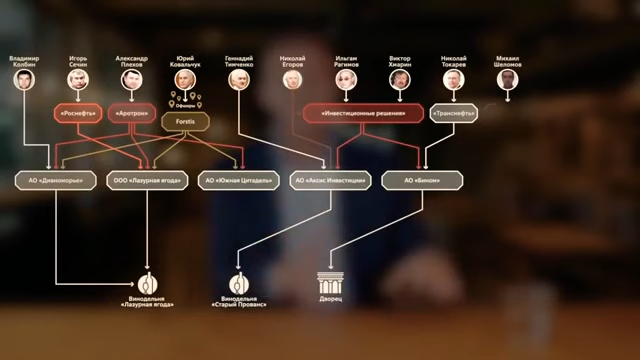 Владимир
Колбин
Игорь
Сечин
Александр
Плехов
Юрий
Ковальчук
Геннадий
Тимченко
Николай
Егоров
Ильгам
Рагимов
Виктор
Хмарин
Николай
Токарев
Михаил
Шеломов
Офшоры
«Роснефть»
«Аротрон»
Forstis
«Инвестиционные решения»
«Транснефть»
АО «Дивноморье»
ООО «Лазурная ягода»
АО «Южная Цитадель»
АО «Аксис Инвестиции»
АО «Бином»
Винодельня
«Лазурная ягода»
Винодельня
«Старый Прованс»
Дворец